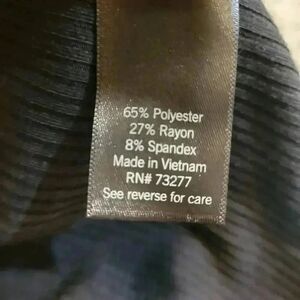 65% Polyester
27% Rayon
8% Spandex
Made in Vietnam
RN# 73277
See reverse for care